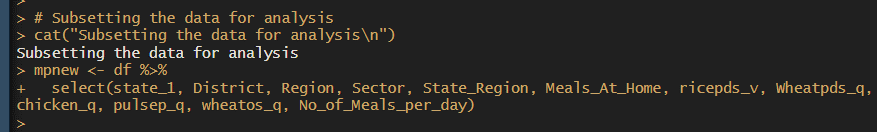 >
> # Subsetting the data for analysis
> cat("Subsetting the data for analysis\n")
Subsetting the data for analysis
> mpnew <- df %>%
+   select(state_1, District, Region, Sector, State_Region, Meals_At_Home, ricepds_v, Wheatpds_q,
chicken_q, pulsep_q, wheatos_q, No_of_Meals_per_day)
>